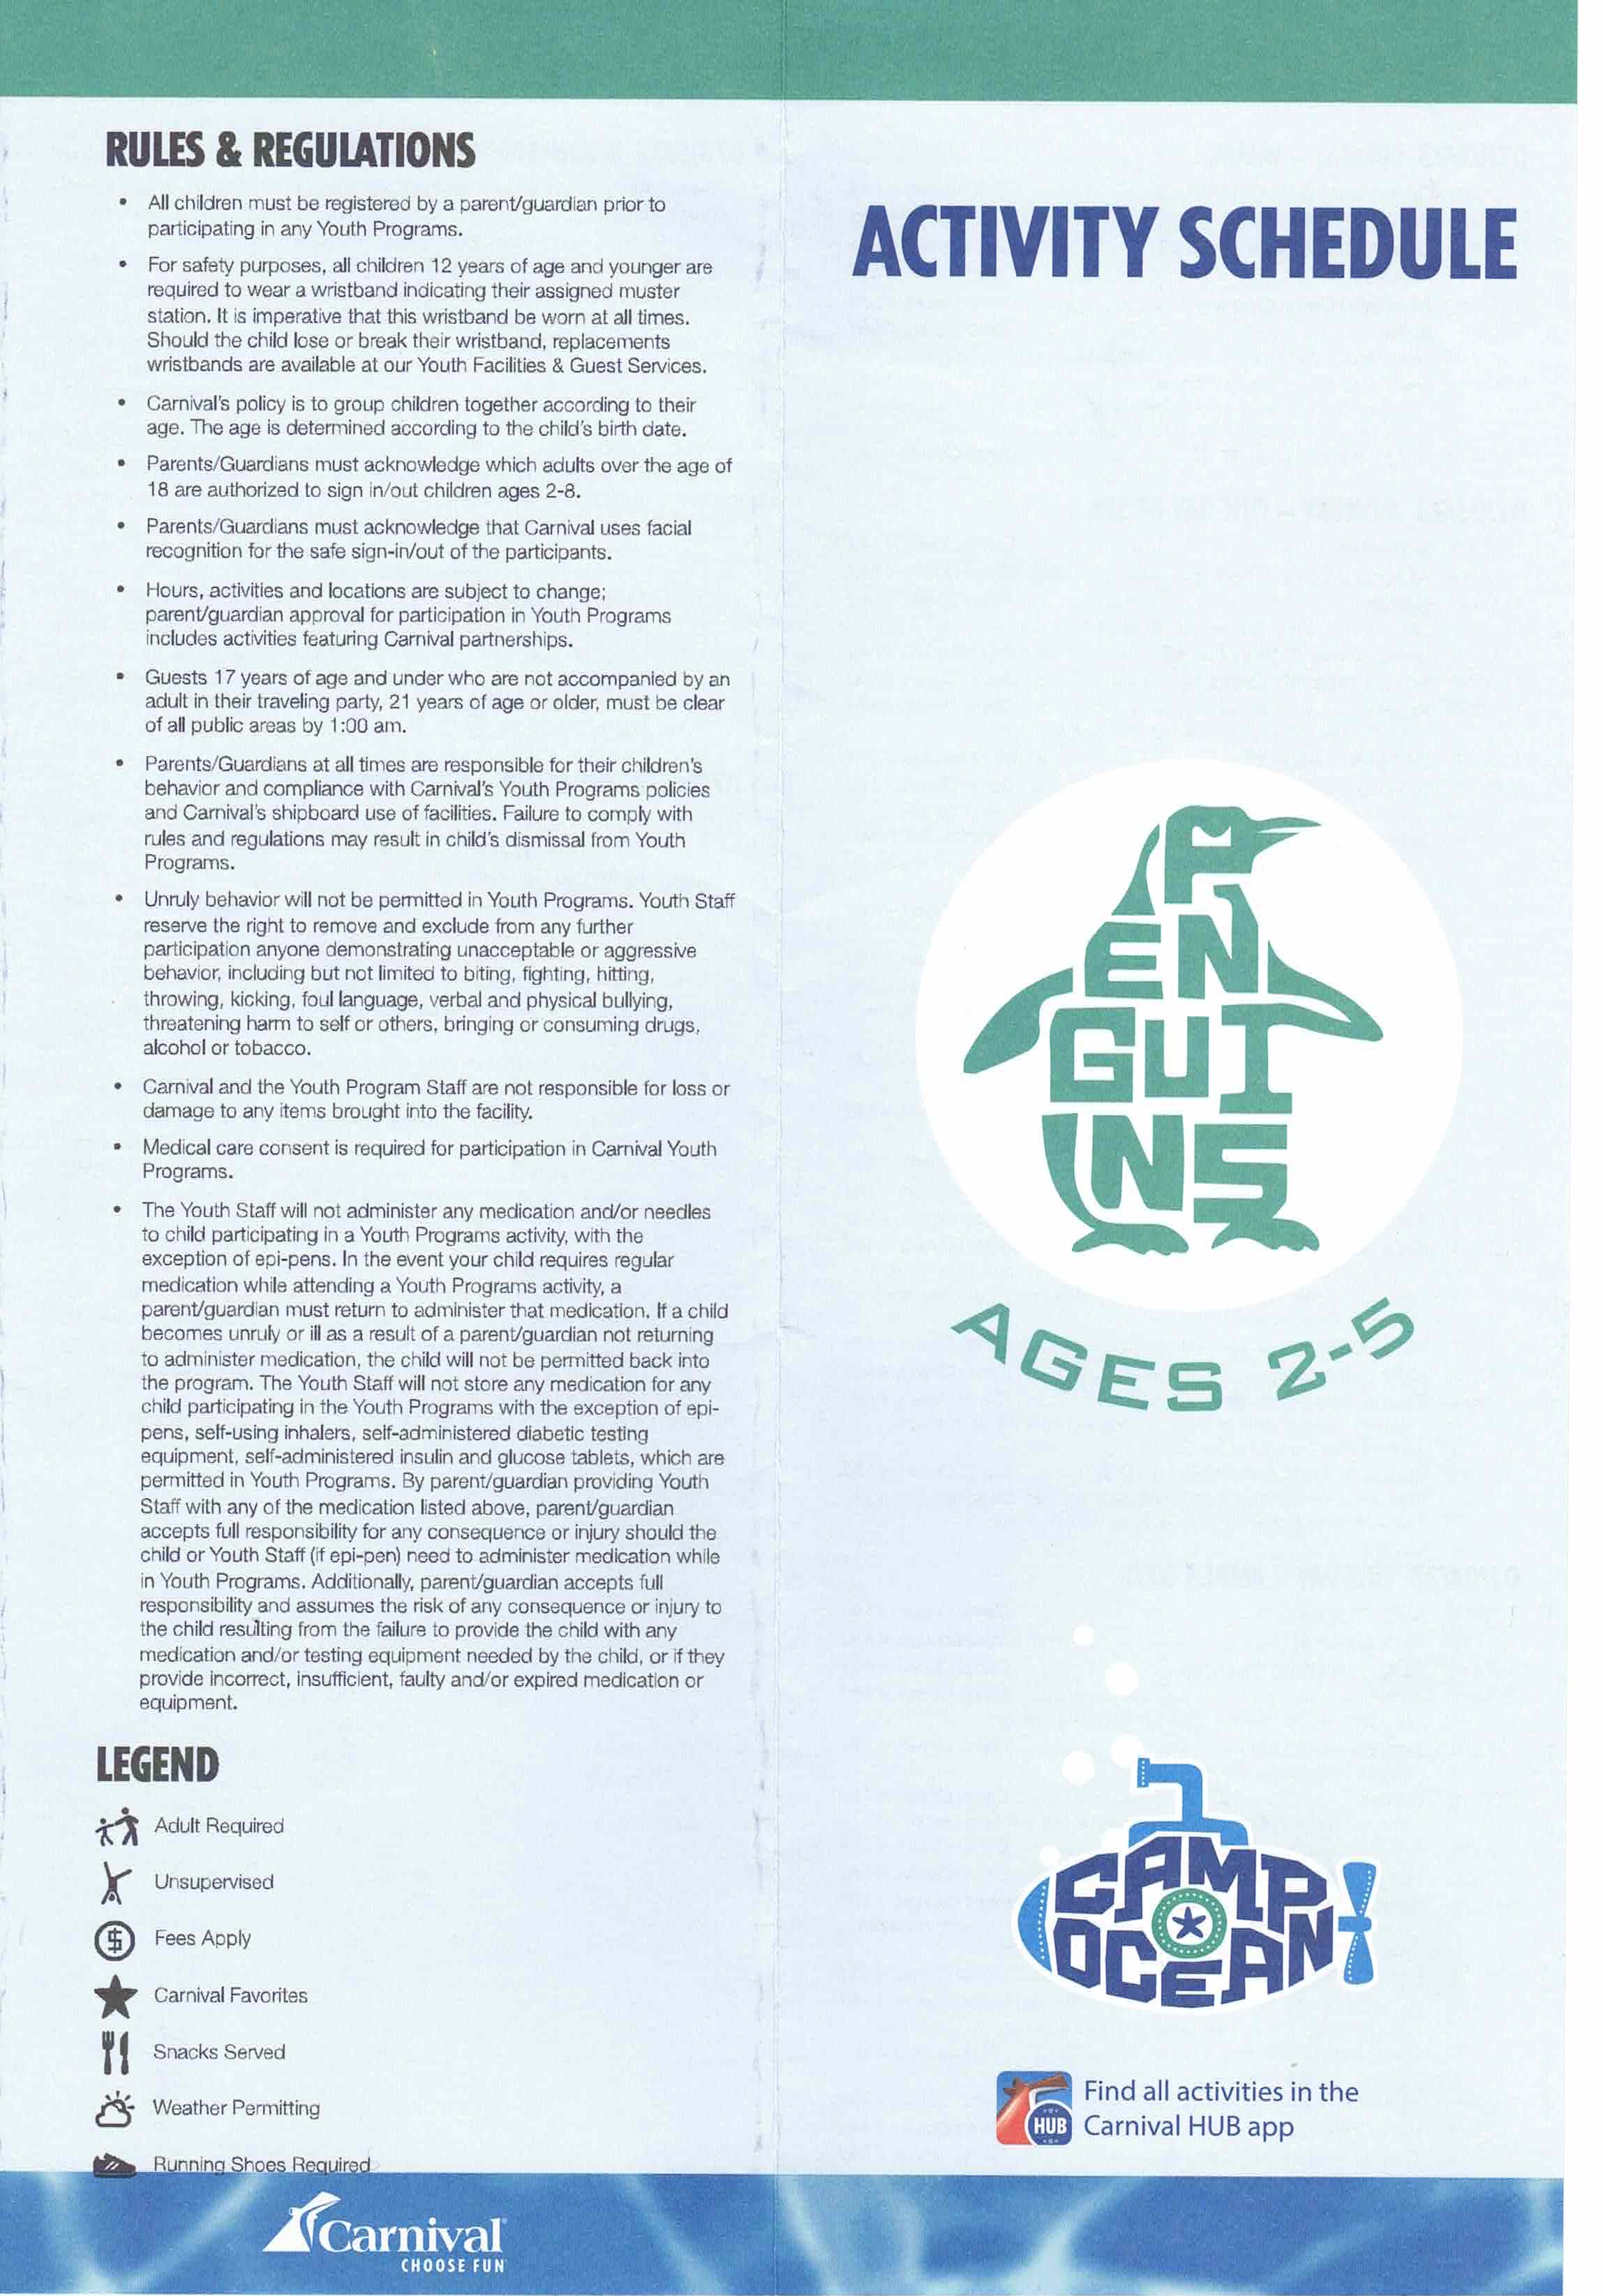 RULES & REGULATIONS
• All children must be registered by a parent/guardian prior to
participating in any Youth Programs.
• For safety purposes, all children 12 years of age and younger are
required to wear a wristband indicating their assigned muster
station. It is imperative that this wristband be worn at all times.
Should the child lose or break their wristband, replacements
wristbands are available at our Youth Facilities & Guest Services.
• Carnival's policy is to group children together according to their
age. The age is determined according to the child's birth date.
• Parents/Guardians must acknowledge which adults over the age of
18 are authorized to sign in/out children ages 2-8.
• Parents/Guardians must acknowledge that Carnival uses facial
recognition for the safe sign-in/out of the participants.
• Hours, activities and locations are subject to change;
parent/guardian approval for participation in Youth Programs
includes activities featuring Carnival partnerships.
• Guests 17 years of age and under who are not accompanied by an
adult in their traveling party, 21 years of age or older, must be clear
of all public areas by 1:00 am.
• Parents/Guardians at all times are responsible for their children's
behavior and compliance with Carnival's Youth Programs policies
and Carnival's shipboard use of facilities. Failure to comply with
rules and regulations may result in child's dismissal from Youth
Programs.
• Unruly behavior will not be permitted in Youth Programs. Youth Staff
reserve the right to remove and exclude from any further
participation anyone demonstrating unacceptable or aggressive
behavior, including but not limited to biting, fighting, hitting,
throwing, kicking, foul language, verbal and physical bullying,
threatening harm to self or others, bringing or consuming drugs,
alcohol or tobacco.
• Carnival and the Youth Program Staff are not responsible for loss or
damage to any items brought into the facility.
• Medical care consent is required for participation in Carnival Youth
Programs.
• The Youth Staff will not administer any medication and/or needles
to child participating in a Youth Programs activity, with the
exception of epi-pens. In the event your child requires regular
medication while attending a Youth Programs activity, a
parent/guardian must return to administer that medication. If a child
becomes unruly or ill as a result of a parent/guardian not returning
to administer medication, the child will not be permitted back into
the program. The Youth Staff will not store any medication for any
child participating in the Youth Programs with the exception of epi-
pens, self-using inhalers, self-administered diabetic testing
equipment, self-administered insulin and glucose tablets, which are
permitted in Youth Programs. By parent/guardian providing Youth
Staff with any of the medication listed above, parent/guardian
accepts full responsibility for any consequence or injury should the
child or Youth Staff (if epi-pen) need to administer medication while
in Youth Programs. Additionally, parent/guardian accepts full
responsibility and assumes the risk of any consequence or injury to
the child resulting from the failure to provide the child with any
medication and/or testing equipment needed by the child, or if they
provide incorrect, insufficient, faulty and/or expired medication or
equipment.
LEGEND
Adult Required
Unsupervised
Fees Apply
Carnival Favorites
Snacks Served
Weather Permitting
Running Shoes Required
Carnival
CHOOSE FUN
ACTIVITY SCHEDULE
P
EN
GUI
NS
AGES 2-5
CAMP
OCEAN
HUB
Find all activities in the
Carnival HUB app